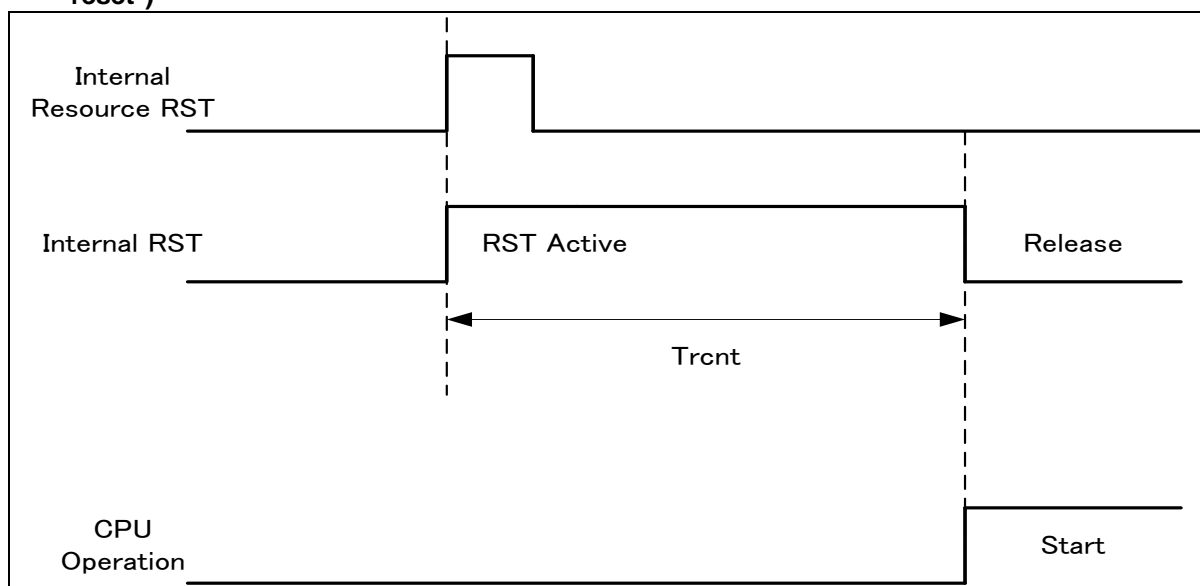 reset*)
Internal
Resource RST
Internal RST
RST Active
Release
Trcnt
CPU
Operation
Start